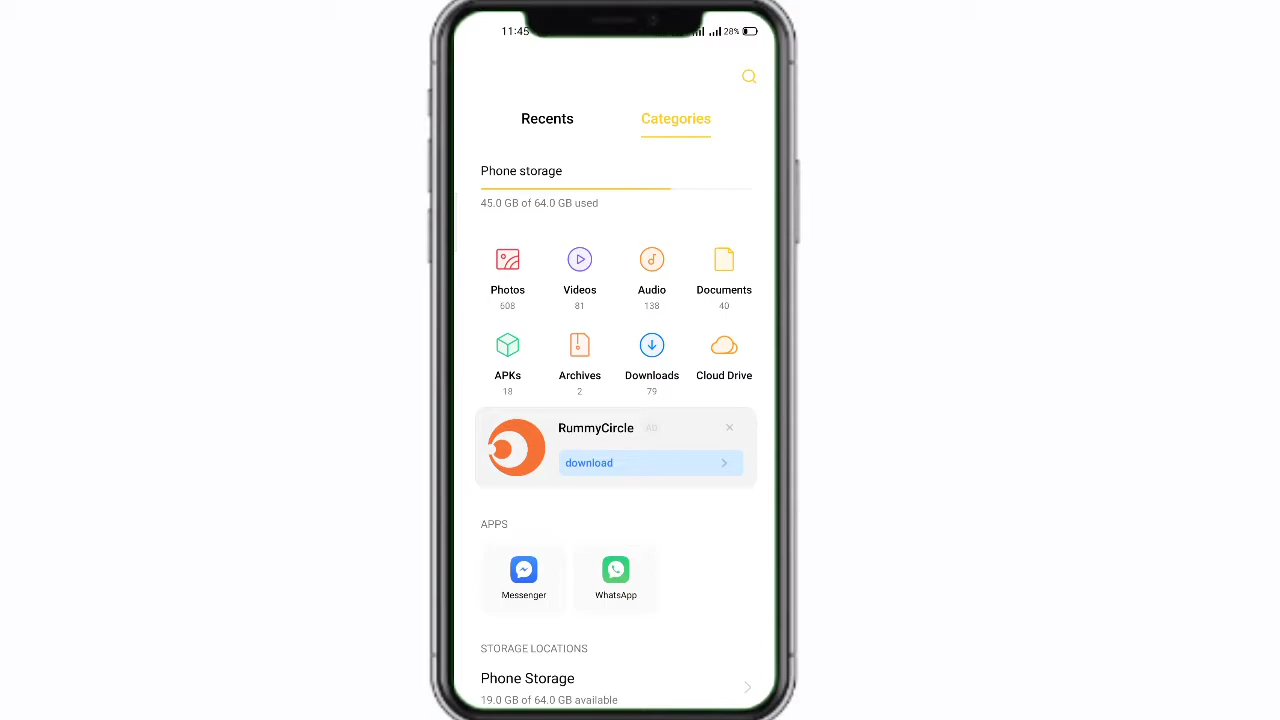 11:45 28%
Recents Categories
Phone storage
45.0 GB of 64.0 GB used
Photos Videos Audio Documents
608 81 138 40
APKs Archives Downloads Cloud Drive
18 2 79
RummyCircle AD
download
APPS
Messenger WhatsApp
STORAGE LOCATIONS
Phone Storage
19.0 GB of 64.0 GB available